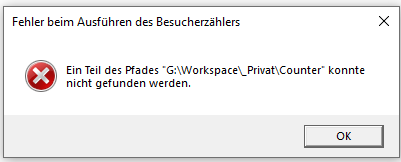 Fehler beim Ausführen des Besucherzählers
Ein Teil des Pfades "G:\Workspace\_Privat\Counter" konnte
nicht gefunden werden.
OK